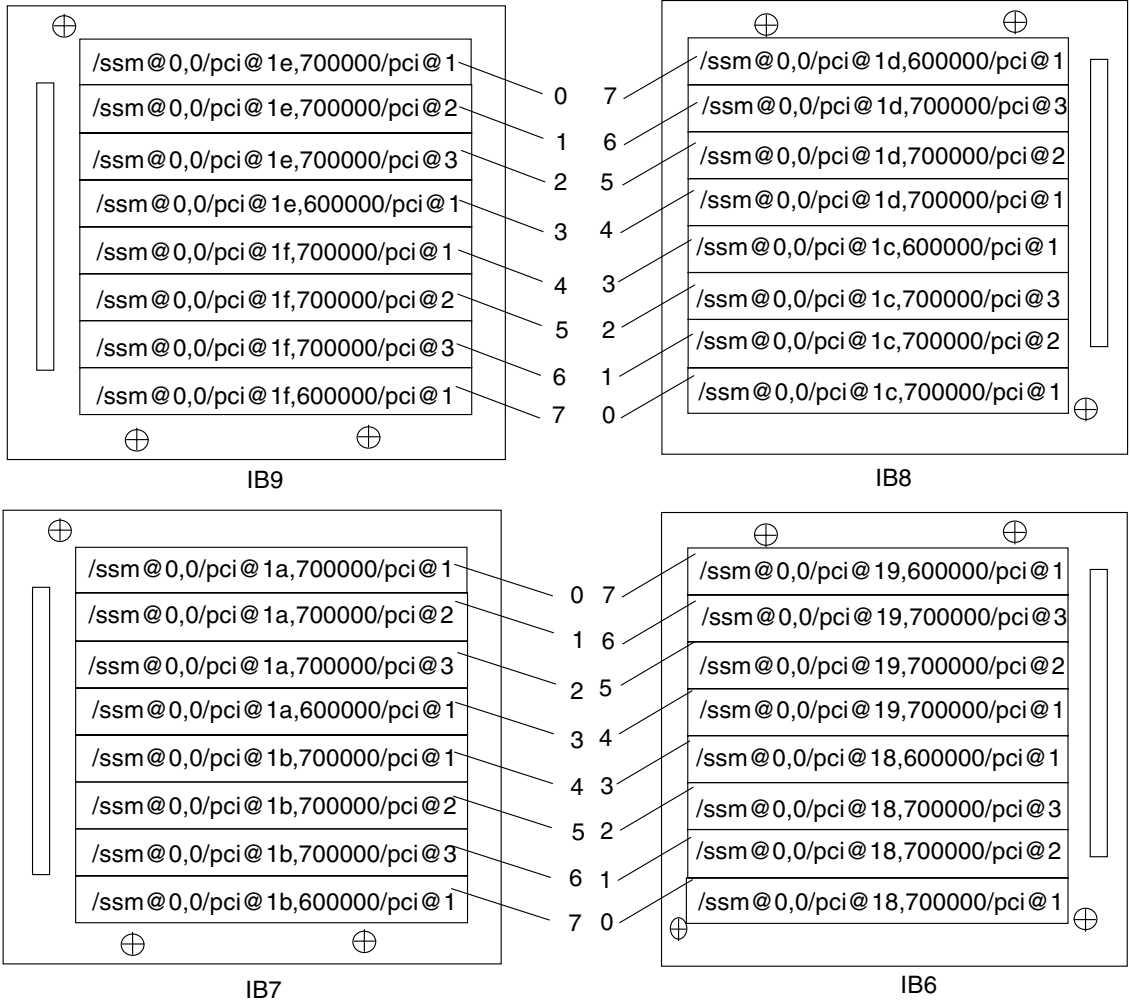 /ssm@0,0/pci@1e,700000/pci@1
/ssm@0,0/pci@1e,700000/pci@2
/ssm@0,0/pci@1e,700000/pci@3
/ssm@0,0/pci@1e,600000/pci@1
/ssm@0,0/pci@1f,700000/pci@1
/ssm@0,0/pci@1f,700000/pci@2
/ssm@0,0/pci@1f,700000/pci@3
/ssm@0,0/pci@1f,600000/pci@1
0
1
2
3
4
5
6
7
IB9
7
6
5
4
3
2
1
0
/ssm@0,0/pci@1d,600000/pci@1
/ssm@0,0/pci@1d,700000/pci@3
/ssm@0,0/pci@1d,700000/pci@2
/ssm@0,0/pci@1d,700000/pci@1
/ssm@0,0/pci@1c,600000/pci@1
/ssm@0,0/pci@1c,700000/pci@3
/ssm@0,0/pci@1c,700000/pci@2
/ssm@0,0/pci@1c,700000/pci@1
IB8
/ssm@0,0/pci@1a,700000/pci@1
/ssm@0,0/pci@1a,700000/pci@2
/ssm@0,0/pci@1a,700000/pci@3
/ssm@0,0/pci@1a,600000/pci@1
/ssm@0,0/pci@1b,700000/pci@1
/ssm@0,0/pci@1b,700000/pci@2
/ssm@0,0/pci@1b,700000/pci@3
/ssm@0,0/pci@1b,600000/pci@1
0
1
2
3
4
5
6
7
IB7
7
6
5
4
3
2
1
0
/ssm@0,0/pci@19,600000/pci@1
/ssm@0,0/pci@19,700000/pci@3
/ssm@0,0/pci@19,700000/pci@2
/ssm@0,0/pci@19,700000/pci@1
/ssm@0,0/pci@18,600000/pci@1
/ssm@0,0/pci@18,700000/pci@3
/ssm@0,0/pci@18,700000/pci@2
/ssm@0,0/pci@18,700000/pci@1
IB6